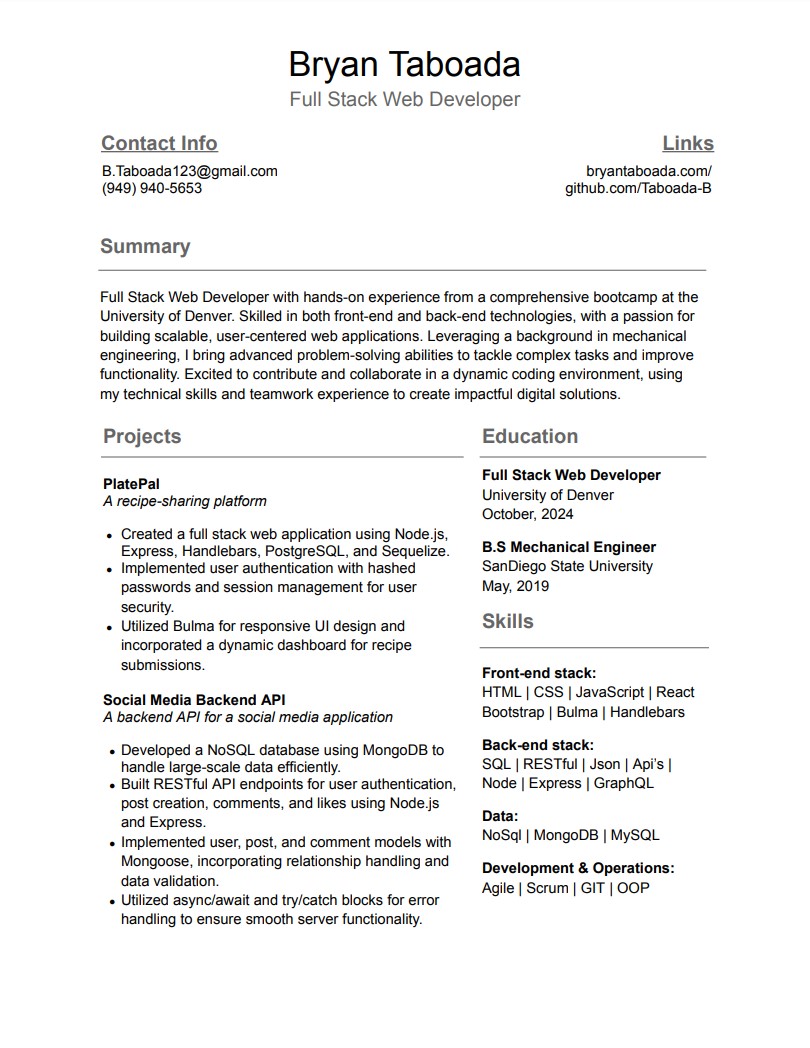 Bryan Taboada
Full Stack Web Developer
Contact Info
B.Taboada123@gmail.com
(949) 940-5653
Links
bryantaboada.com/
github.com/Taboada-B
Summary
Full Stack Web Developer with hands-on experience from a comprehensive bootcamp at the
University of Denver. Skilled in both front-end and back-end technologies, with a passion for
building scalable, user-centered web applications. Leveraging a background in mechanical
engineering, I bring advanced problem-solving abilities to tackle complex tasks and improve
functionality. Excited to contribute and collaborate in a dynamic coding environment, using
my technical skills and teamwork experience to create impactful digital solutions.
Projects
PlatePal
A recipe-sharing platform
● Created a full stack web application using Node.js,
Express, Handlebars, PostgreSQL, and Sequelize.
● Implemented user authentication with hashed
passwords and session management for user
security.
● Utilized Bulma for responsive UI design and
incorporated a dynamic dashboard for recipe
submissions.
Social Media Backend API
A backend API for a social media application
● Developed a NoSQL database using MongoDB to
handle large-scale data efficiently.
● Built RESTful API endpoints for user authentication,
post creation, comments, and likes using Node.js
and Express.
● Implemented user, post, and comment models with
Mongoose, incorporating relationship handling and
data validation.
● Utilized async/await and try/catch blocks for error
handling to ensure smooth server functionality.
Education
Full Stack Web Developer
University of Denver
October, 2024
B.S Mechanical Engineer
SanDiego State University
May, 2019
Skills
Front-end stack:
HTML | CSS | JavaScript | React
Bootstrap | Bulma | Handlebars
Back-end stack:
SQL | RESTful | Json | Api's |
Node | Express | GraphQL
Data:
NoSql | MongoDB | MySQL
Development & Operations:
Agile | Scrum | GIT | OOP